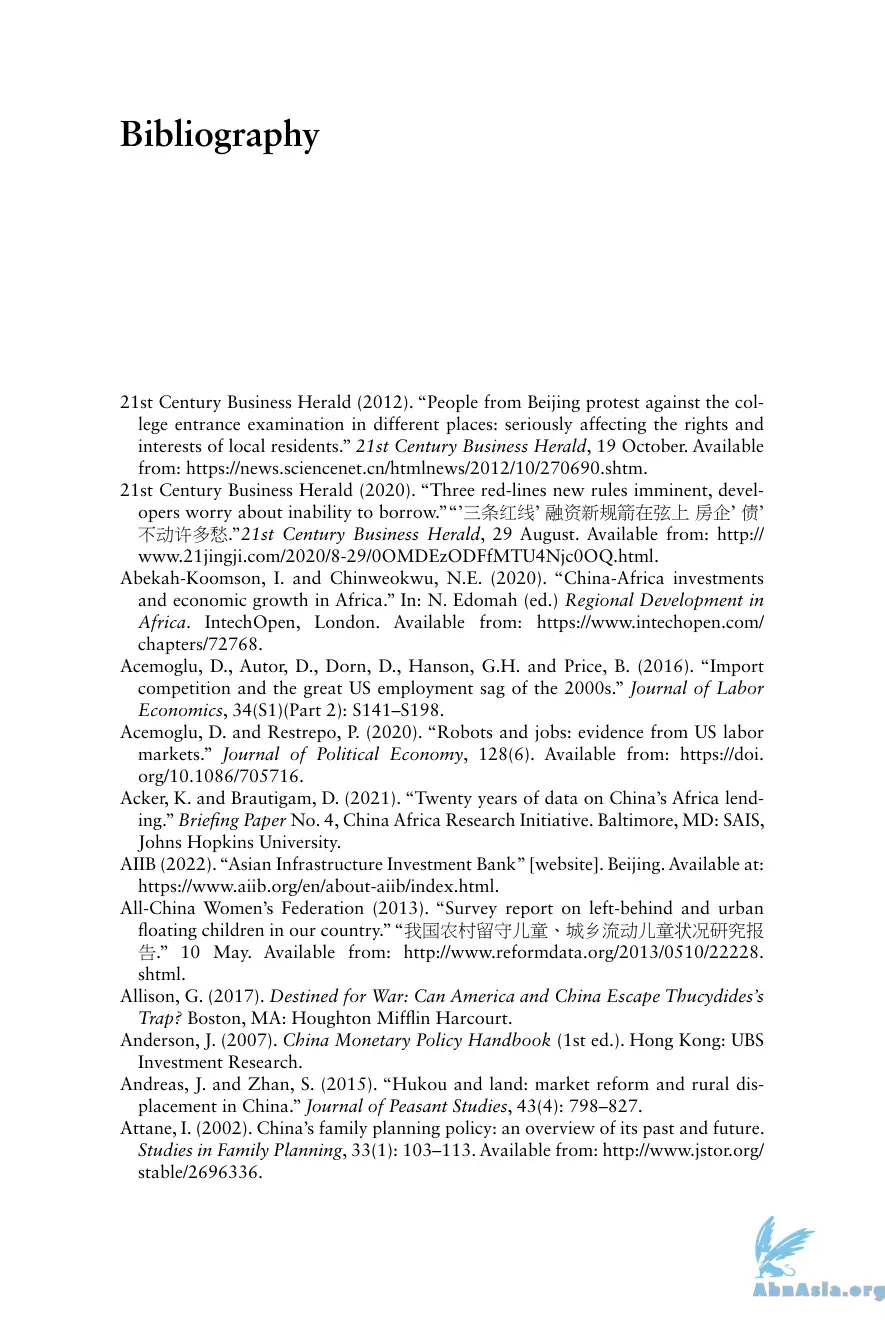 Bibliography
21st Century Business Herald (2012). “People from Beijing protest against the col-
lege entrance examination in different places: seriously affecting the rights and
interests of local residents.” 21st Century Business Herald, 19 October. Available
from: https://news.sciencenet.cn/htmlnews/2012/10/270690.shtm.
21st Century Business Herald (2020). “Three red-lines new rules imminent, devel-
opers worry about inability to borrow.” “’三条红线’ 融资新规箭在弦上 房企’ 债’
不动许多愁.”21st Century Business Herald, 29 August. Available from: http://
www.21jingji.com/2020/8-29/0OMDEzODFfMTU4Njc0OQ.html.
Abekah-Koomson, I. and Chinweokwu, N.E. (2020). “China-Africa investments
and economic growth in Africa.” In: N. Edomah (ed.) Regional Development in
Africa. IntechOpen, London. Available from: https://www.intechopen.com/
chapters/72768.
Acemoglu, D., Autor, D., Dorn, D., Hanson, G.H. and Price, B. (2016). “Import
competition and the great US employment sag of the 2000s.” Journal of Labor
Economics, 34(S1)(Part 2): S141–S198.
Acemoglu, D. and Restrepo, P. (2020). “Robots and jobs: evidence from US labor
markets.” Journal of Political Economy, 128(6). Available from: https://doi.
org/10.1086/705716.
Acker, K. and Brautigam, D. (2021). “Twenty years of data on China’s Africa lend-
ing.” Briefing Paper No. 4, China Africa Research Initiative. Baltimore, MD: SAIS,
Johns Hopkins University.
AIIB (2022). “Asian Infrastructure Investment Bank” [website]. Beijing. Available at:
https://www.aiib.org/en/about-aiib/index.html.
All-China Women’s Federation (2013). “Survey report on left-behind and urban
floating children in our country.” “我国农村留守儿童、城乡流动儿童状况研究报
告.” 10 May. Available from: http://www.reformdata.org/2013/0510/22228.
shtml.
Allison, G. (2017). Destined for War: Can America and China Escape Thucydides’s
Trap? Boston, MA: Houghton Mifflin Harcourt.
Anderson, J. (2007). China Monetary Policy Handbook (1st ed.). Hong Kong: UBS
Investment Research.
Andreas, J. and Zhan, S. (2015). “Hukou and land: market reform and rural dis-
placement in China.” Journal of Peasant Studies, 43(4): 798–827.
Attane, I. (2002). China’s family planning policy: an overview of its past and future.
Studies in Family Planning, 33(1): 103–113. Available from: http://www.jstor.org/
stable/2696336.
AbnAsia.org